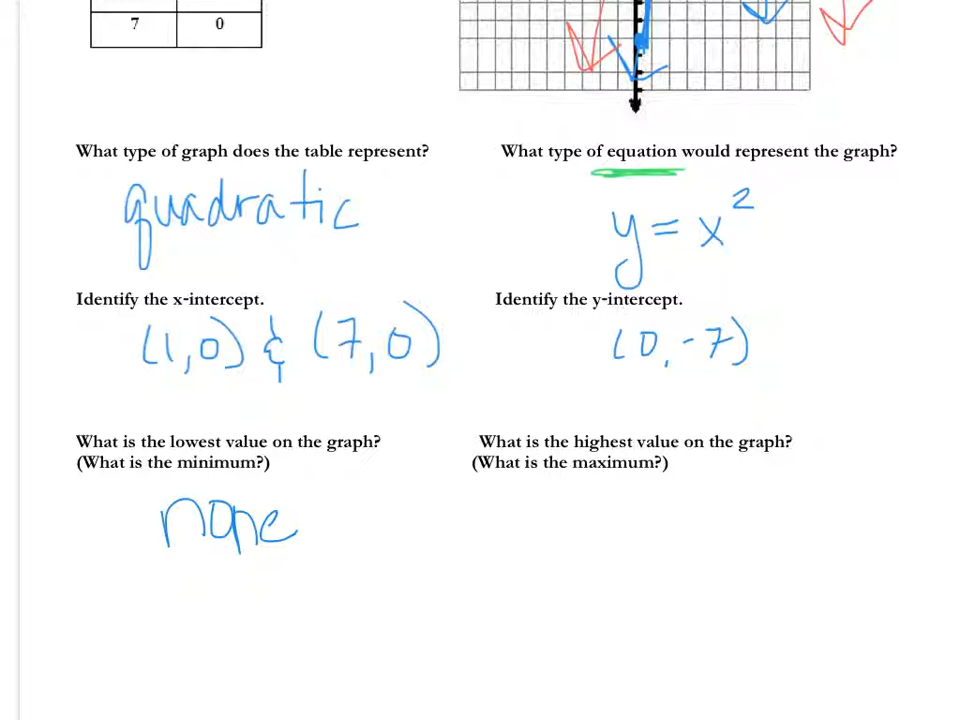 7 0
What type of graph does the table represent? What type of equation would represent the graph?
quadratic y = x²
Identify the x-intercept. Identify the y-intercept.
(1,0) & (7,0) (0,-7)
What is the lowest value on the graph? What is the highest value on the graph?
(What is the minimum?) (What is the maximum?)
none